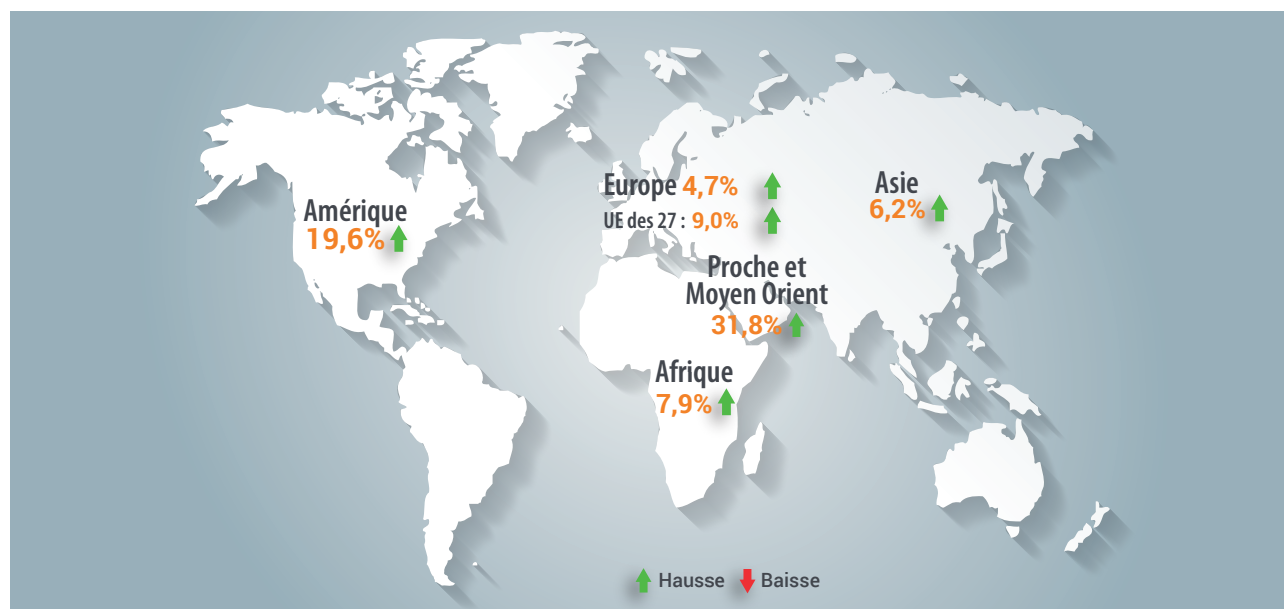 Amérique
19,6%
Europe 4,7%
UE des 27 : 9,0%
Asie
6,2%
Proche et
Moyen Orient
31,8%
Afrique
7,9%
Hausse Baisse